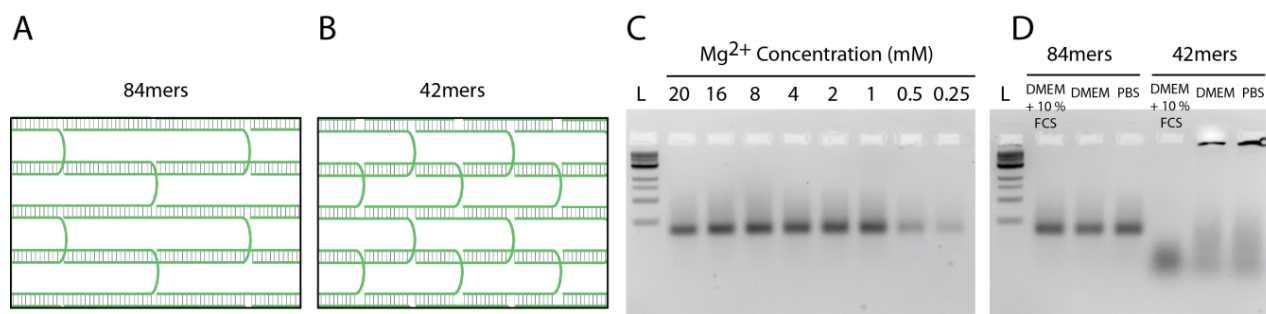 A
84mers
B
42mers
C
Mg2+ Concentration (mM)
L 20 16 8 4 2 1 0.5 0.25
D
84mers 42mers
L DMEM + 10 % FCS DMEM PBS DMEM + 10 % FCS DMEM PBS